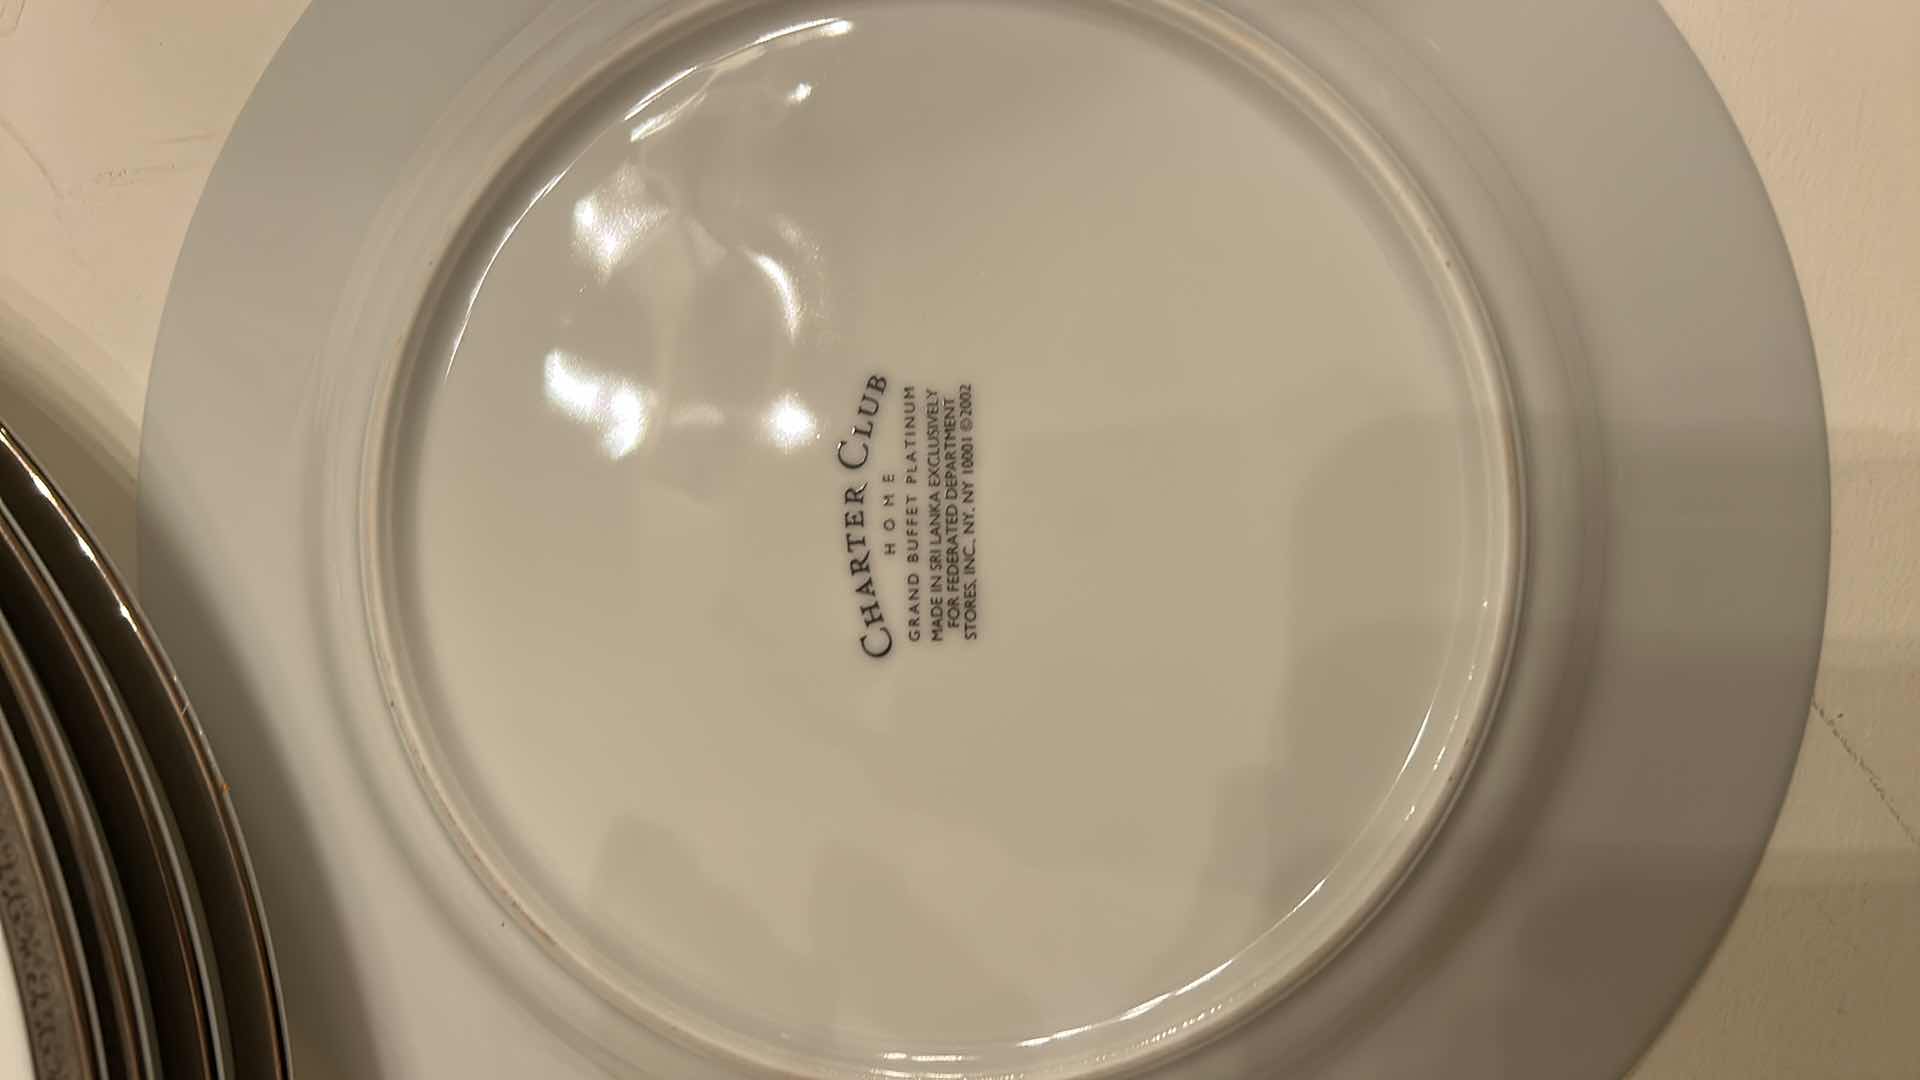 CHARTER CLUB
HOME
GRAND BUFFET PLATINUM
MADE IN SRI LANKA EXCLUSIVELY
FOR FEDERATED DEPARTMENT
STORES, INC., NY, NY 10001 ©2002